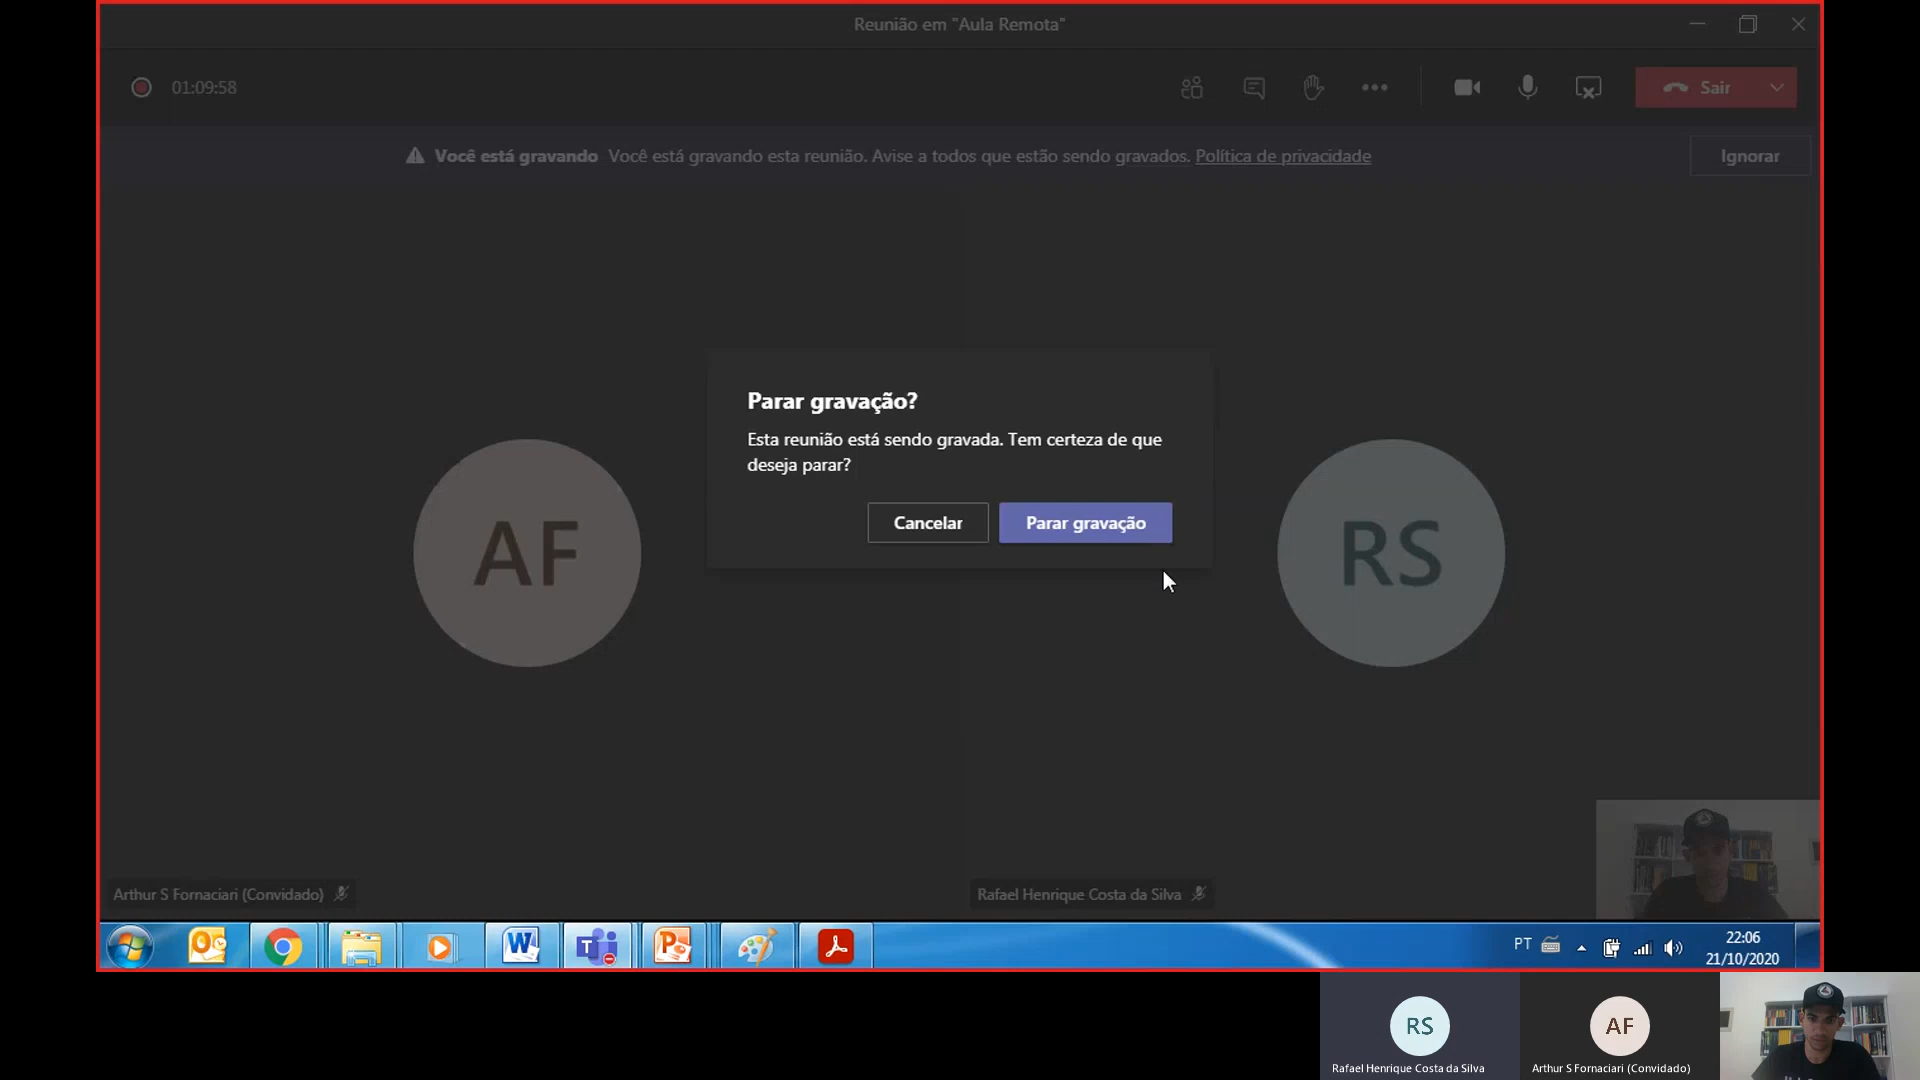 Reunião em "Aula Remota"
01:09:58
Sair
Você está gravando Você está gravando esta reunião. Avise a todos que estão sendo gravados. Política de privacidade
Ignorar
Parar gravação?
Esta reunião está sendo gravada. Tem certeza de que
deseja parar?
Cancelar
Parar gravação
AF
RS
Arthur S Fornaciari (Convidado)
Rafael Henrique Costa da Silva
PT
22:06
21/10/2020
RS
AF
Rafael Henrique Costa da Silva
Arthur S Fornaciari (Convidado)